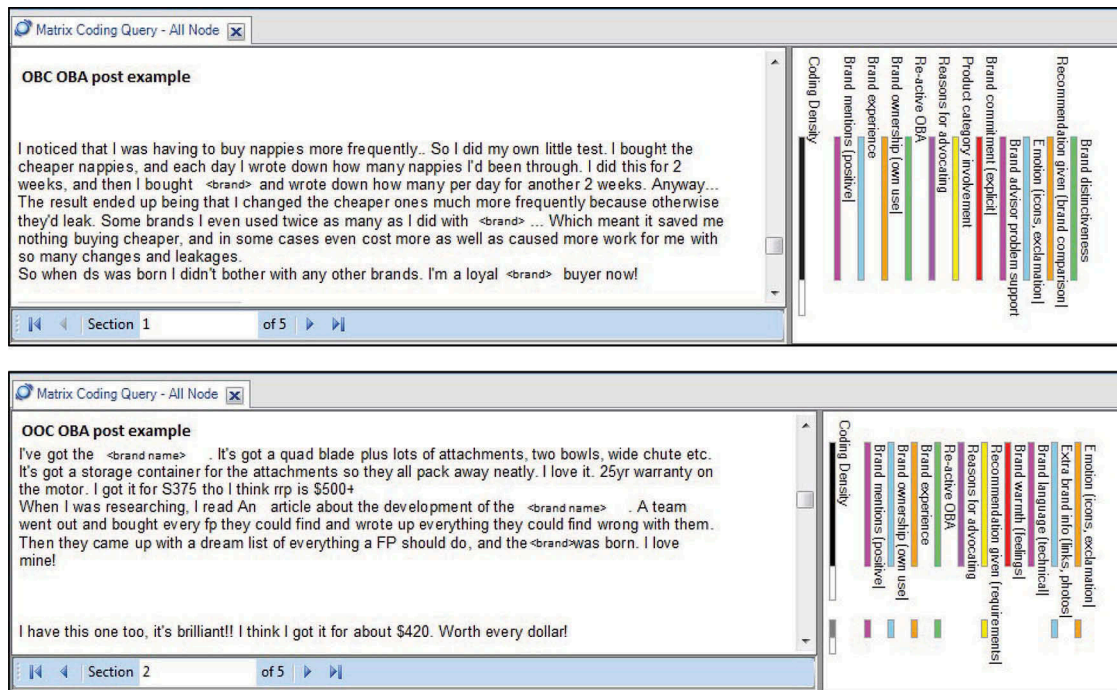 Matrix Coding Query - All Node
OBC OBA post example
I noticed that I was having to buy nappies more frequently.. So I did my own little test. I bought the
cheaper nappies, and each day I wrote down how many nappies I'd been through. I did this for 2
weeks, and then I bought <brand> and wrote down how many per day for another 2 weeks. Anyway...
The result ended up being that I changed the cheaper ones much more frequently because otherwise
they'd leak. Some brands I even used twice as many as I did with <brand> ... Which meant it saved me
nothing buying cheaper, and in some cases even cost more as well as caused more work for me with
so many changes and leakages.
So when ds was born I didn't bother with any other brands. I'm a loyal <brand> buyer now!
Section 1 of 5
Brand distinctiveness
Recommendation given (brand comparison|
Emotion (icons, exclamation|
Brand advisor problem support
Brand commitment (explicit|
Product category involvement
Reasons for advocating
Re-active OBA
Brand ownership (own use|
Brand experience
Brand mentions (positive|
Coding Density
Matrix Coding Query - All Node
OOC OBA post example
I've got the <brand name> . It's got a quad blade plus lots of attachments, two bowls, wide chute etc.
It's got a storage container for the attachments so they all pack away neatly. I love it. 25yr warranty on
the motor. I got it for S375 tho I think rrp is $500+
When I was researching, I read An article about the development of the <brand name> . A team
went out and bought every fp they could find and wrote up everything they could find wrong with them.
Then they came up with a dream list of everything a FP should do, and the <brand>was born. I love
mine!
I have this one too, it's brilliant!! I think I got it for about $420. Worth every dollar!
Section 2 of 5
Emotion (icons, exclamation|
Extra brand info (links, photos|
Brand language (technical|
Brand warmth (feelings|
Recommendation given (requirements|
Reasons for advocating
Re-active OBA
Brand experience
Brand ownership (own use|
Brand mentions (positive|
Coding Density